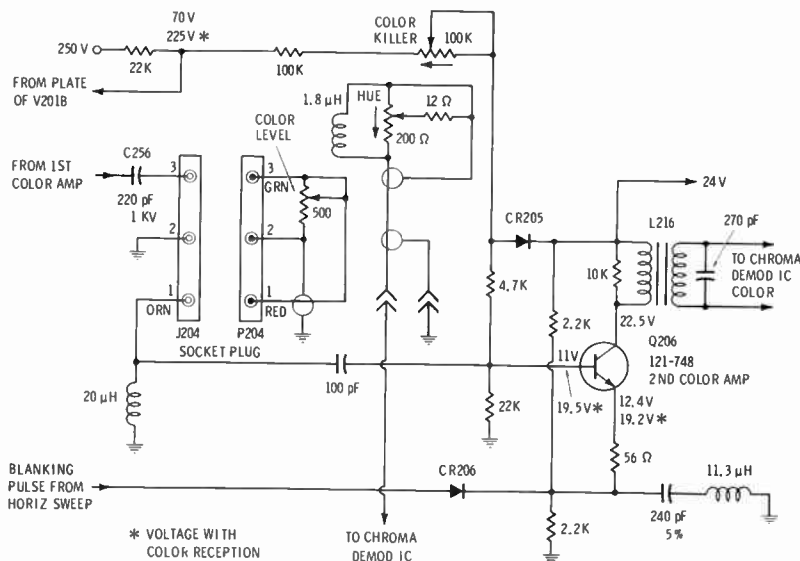 70 V
225V *
COLOR
KILLER
250 V
22K
100K
100K
FROM PLATE
OF V201B
1.8 µH
HUE
12 Ω
200 Ω
COLOR
LEVEL
FROM 1ST
COLOR AMP
C256
220 pF
1 KV
3
2
1
ORN
J204
3
GRN
2
1
RED
P204
500
SOCKET PLUG
24V
CR205
L216
270 pF
10K
TO CHROMA
DEMOD IC
COLOR
4.7K
2.2K
22.5V
Q206
121-748
2ND COLOR AMP
11V
19.5V*
12.4V
19.2V*
20 µH
100 pF
22K
56 Ω
11.3 µH
BLANKING
PULSE FROM
HORIZ SWEEP
CR206
2.2K
240 pF
5%
* VOLTAGE WITH
COLOR RECEPTION
TO CHROMA
DEMOD IC